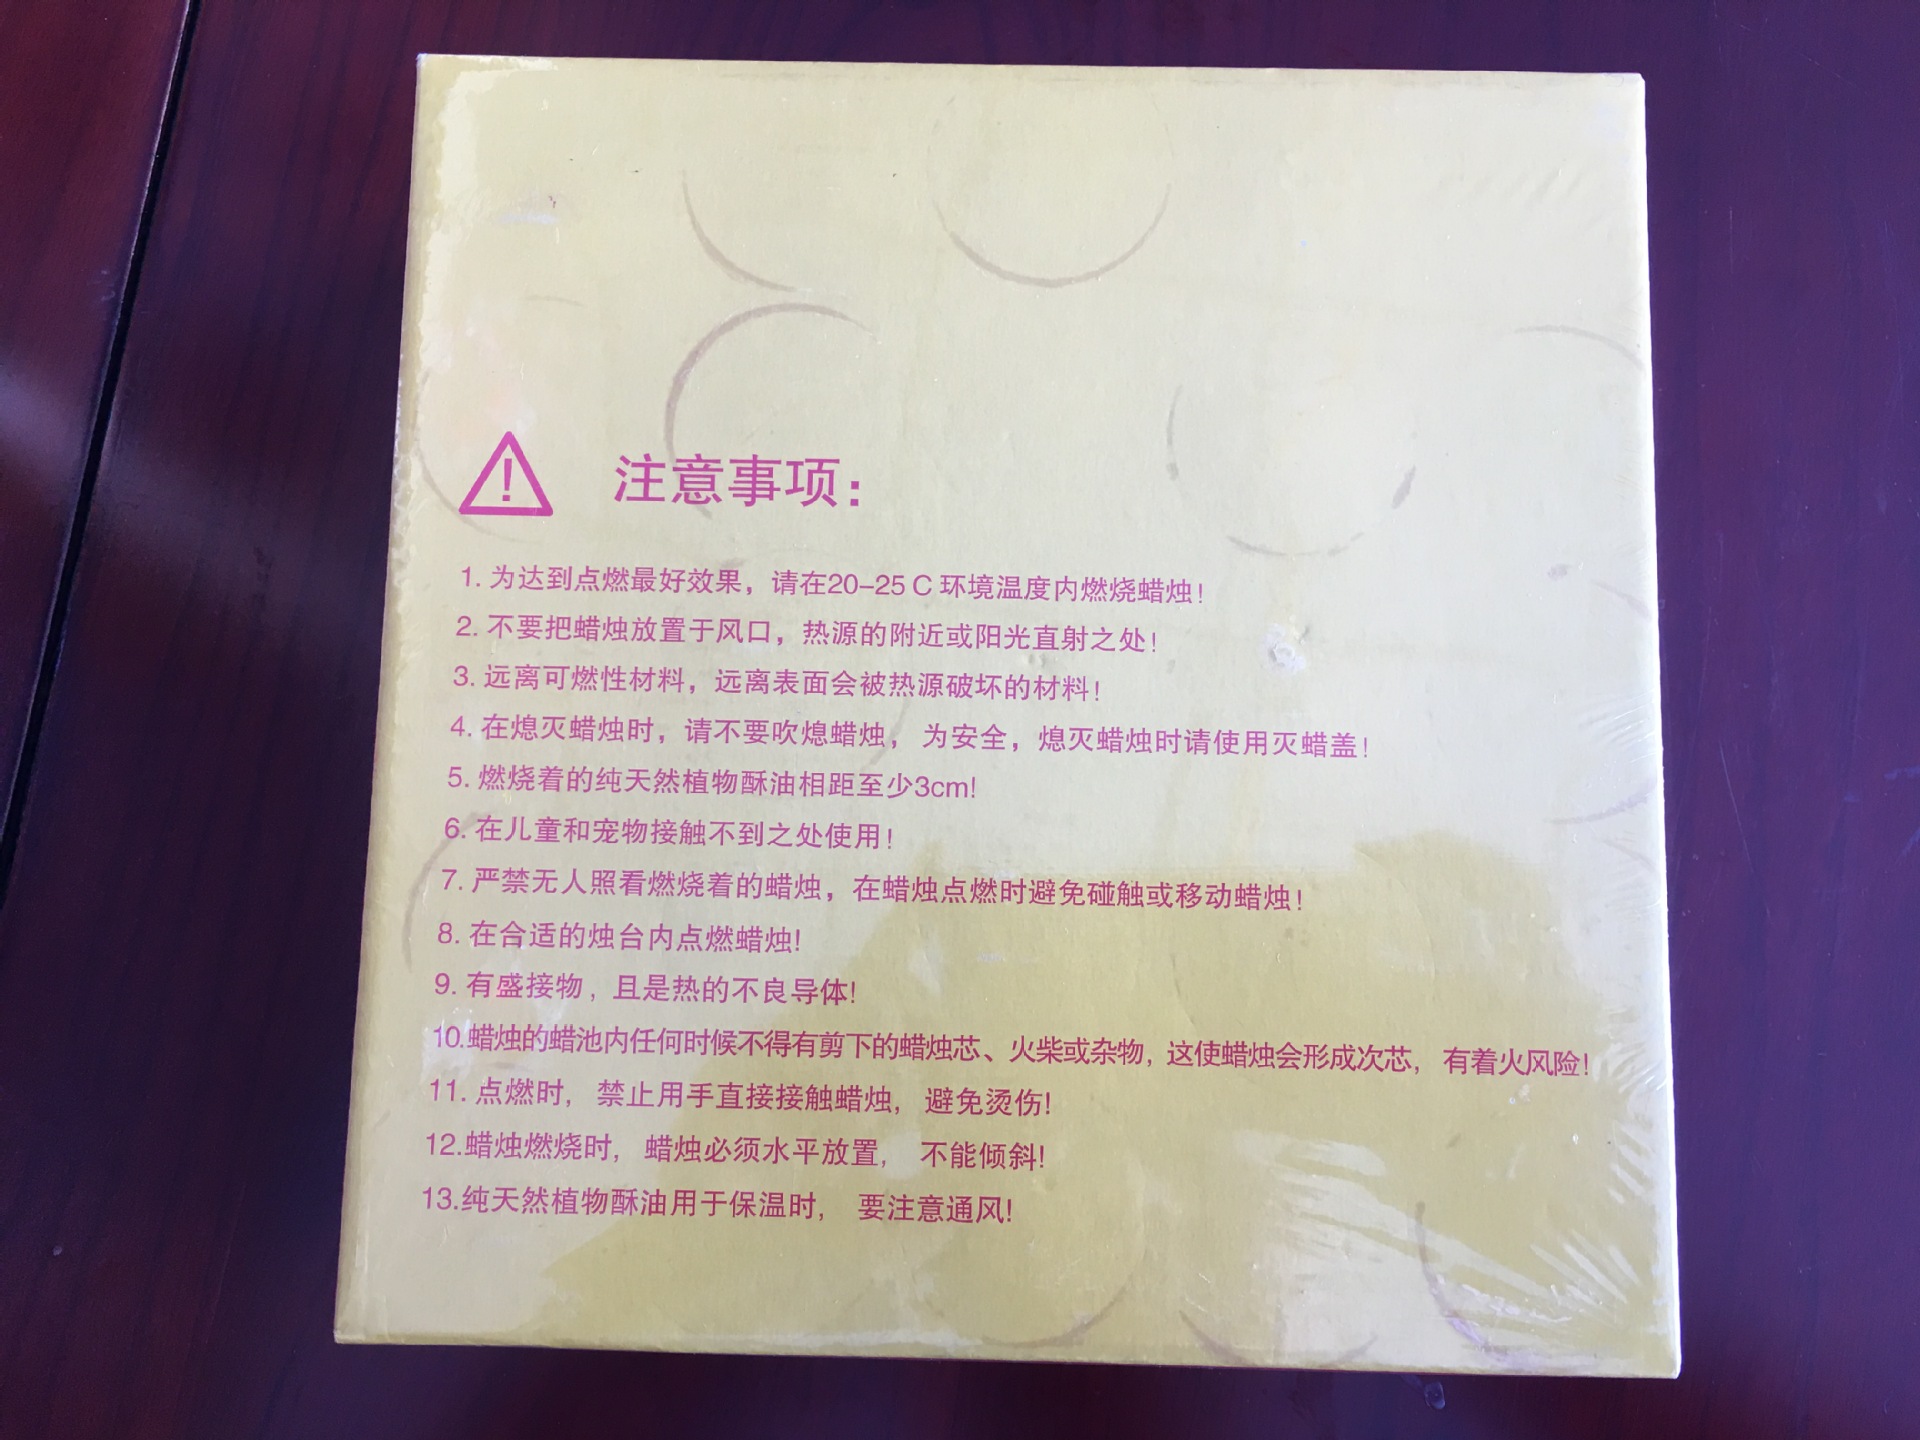 注意事项：
1. 为达到点燃最好效果，请在20-25 C 环境温度内燃烧蜡烛！
2. 不要把蜡烛放置于风口，热源的附近或阳光直射之处！
3. 远离可燃性材料，远离表面会被热源破坏的材料！
4. 在熄灭蜡烛时，请不要吹熄蜡烛，为安全，熄灭蜡烛时请使用灭蜡盖！
5. 燃烧着的纯天然植物酥油相距至少3cm!
6. 在儿童和宠物接触不到之处使用！
7. 严禁无人照看燃烧着的蜡烛，在蜡烛点燃时避免碰触或移动蜡烛！
8. 在合适的烛台内点燃蜡烛!
9. 有盛接物，且是热的不良导体!
10.蜡烛的蜡池内任何时候不得有剪下的蜡烛芯、火柴或杂物，这使蜡烛会形成次芯，有着火风险!
11. 点燃时，禁止用手直接接触蜡烛，避免烫伤!
12.蜡烛燃烧时，蜡烛必须水平放置，不能倾斜!
13.纯天然植物酥油用于保温时，要注意通风!